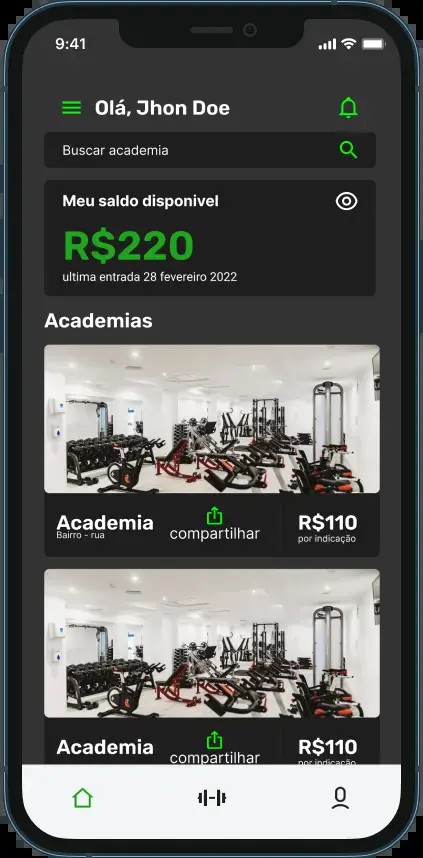 9:41
Olá, Jhon Doe
Buscar academia
Meu saldo disponivel
R$220
ultima entrada 28 fevereiro 2022
Academias
Academia
Bairro - rua
compartilhar
R$110
por indicação
Academia
compartilhar
R$110
por indicação